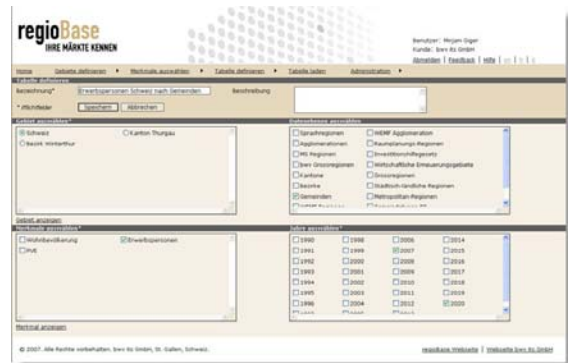 regioBase
IHRE MÄRKTE KENNEN
Benutzer: Mirjam Giger
Kunde: bwv Rt GmbH
Abmelden | Feedback | Hilfe
Home Gebiete definieren Merkmale auswählen Tabelle definieren Tabelle laden Administration
Tabelle definieren
Bezeichnung* Erwerbspersonen Schweiz nach Gemeinden Beschreibung
* Pflichtfelder Speichern Abbrechen
Gebiet auswählen* Datenebenen auswählen
Schweiz Kanton Thurgau Sprachregionen WEMF Agglomeration
Bezirk Winterthur Agglomerationen Raumplanungs-Regionen
MS Regionen Investitionshilfegesetz
bwv Grossregionen Wirtschaftliche Erneuerungsgebiete
Kantone Grossregionen
Bezirke Städtisch-ländliche Regionen
Gemeinden Metropolitan-Regionen
Gebiet anzeigen
Merkmale auswählen* Jahre auswählen*
Wohnbevölkerung Erwerbspersonen 1990 1998 2006 2014
1991 1999 2007 2015
1992 2000 2008 2016
1993 2001 2009 2017
1994 2002 2010 2018
1995 2003 2011 2019
1996 2004 2012 2020
Merkmal anzeigen
© 2007. Alle Rechte vorbehalten. bwv Rt GmbH, St. Gallen, Schweiz. regioBase Webseite | Webseite bwv Rt GmbH